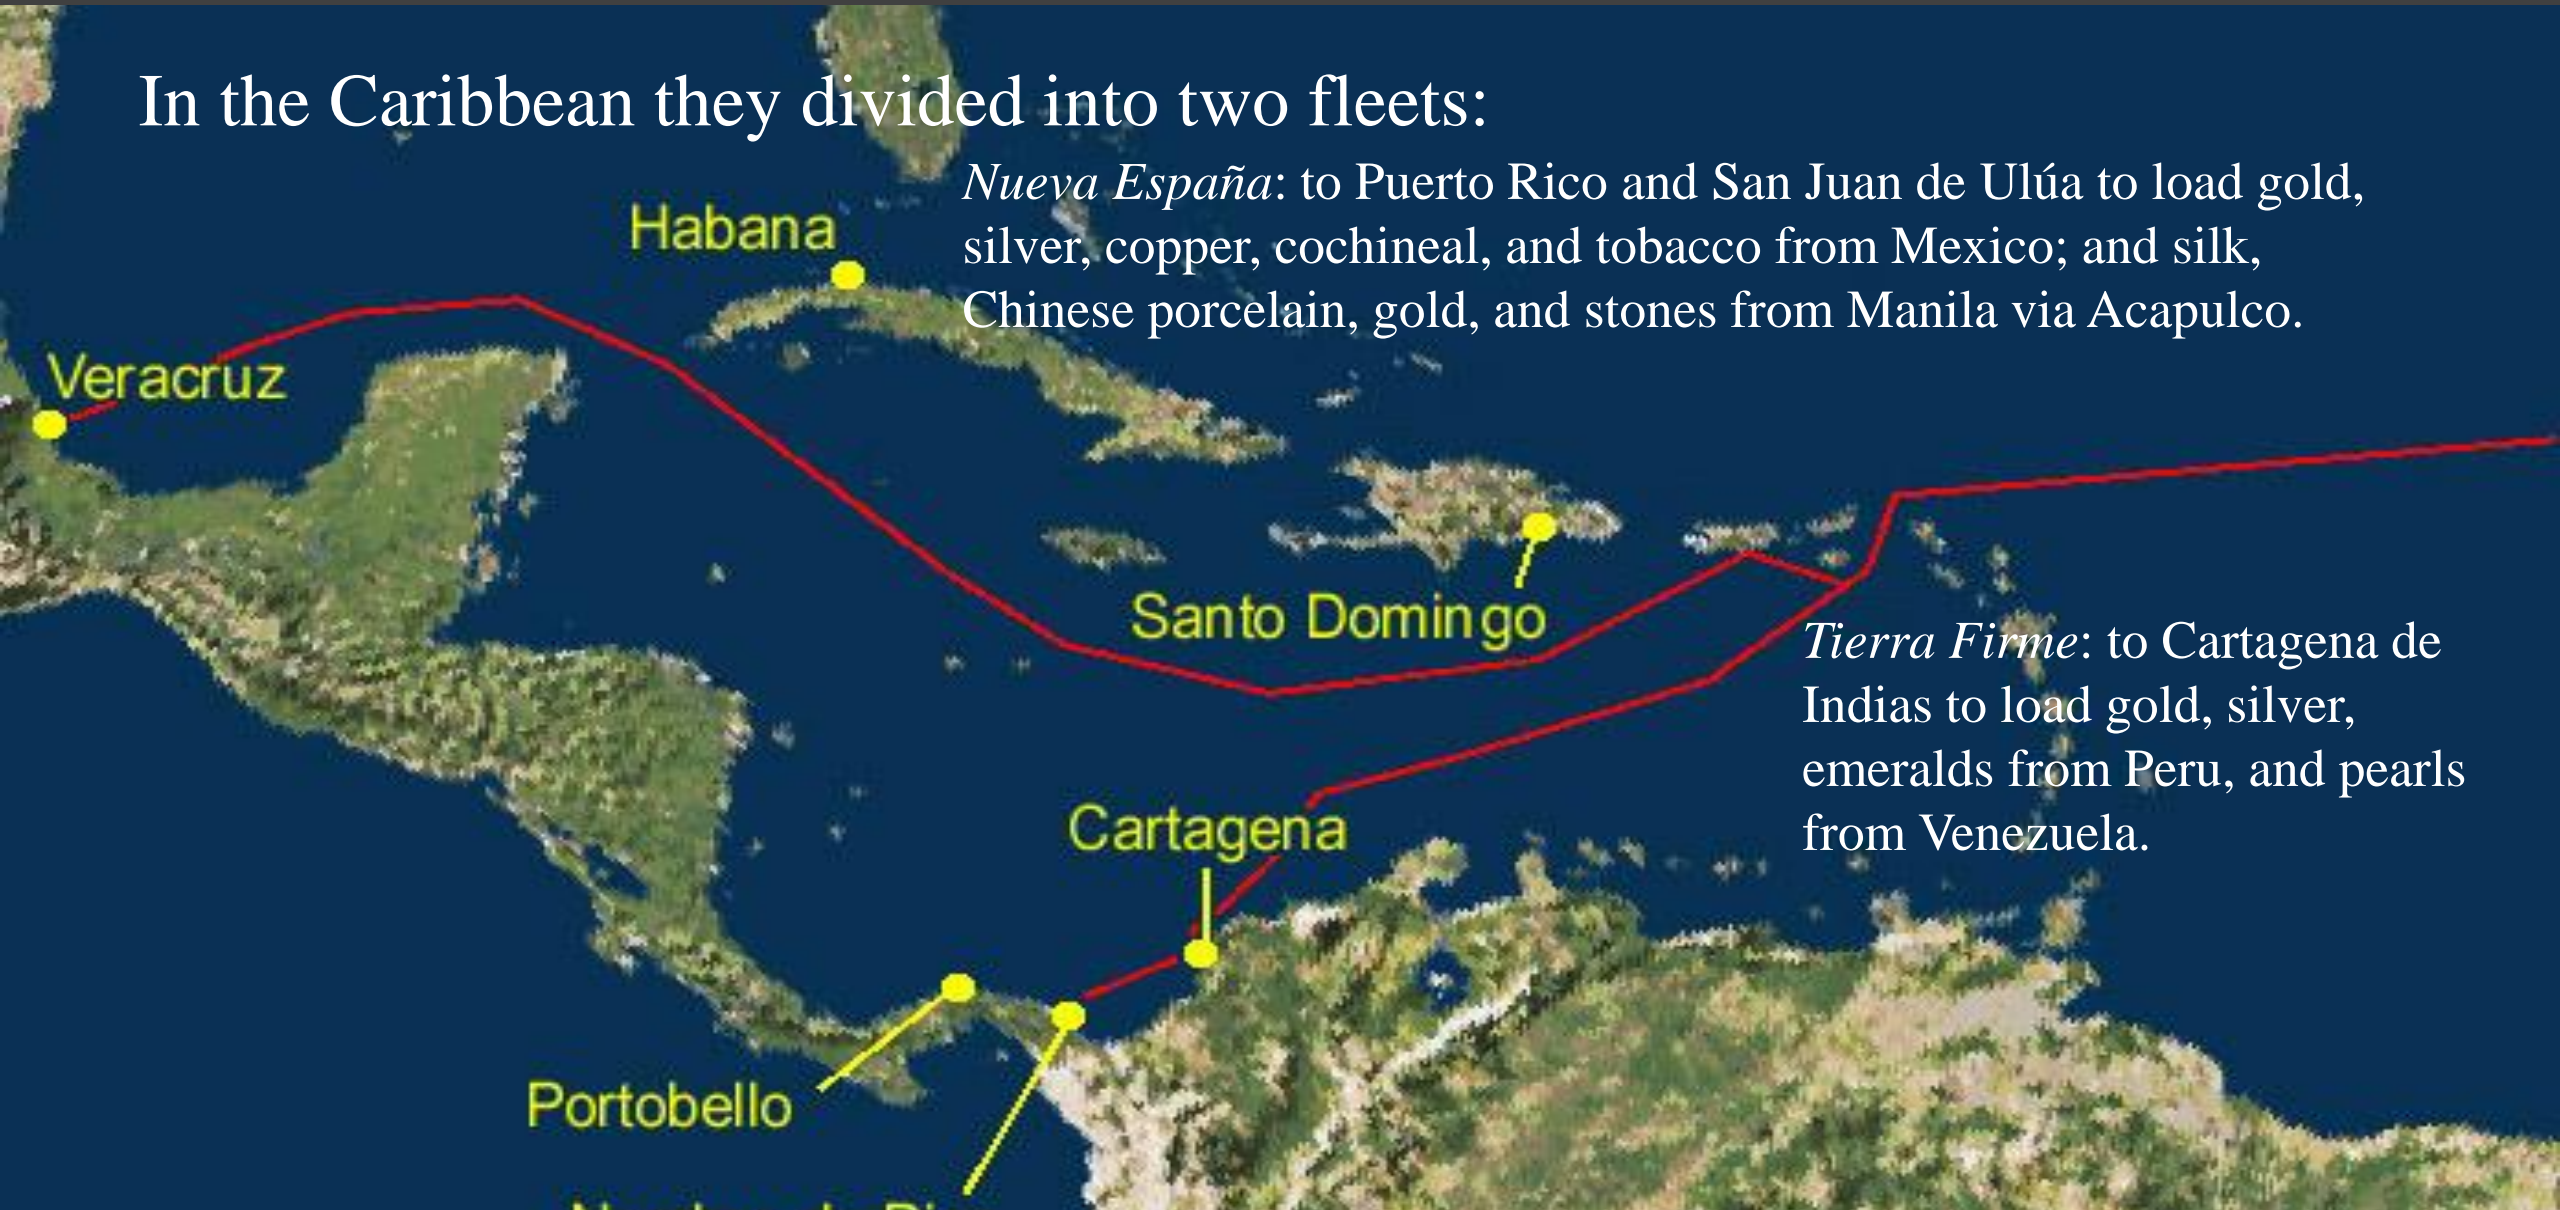 In the Caribbean they divided into two fleets:
Nueva España: to Puerto Rico and San Juan de Ulúa to load gold,
silver, copper, cochineal, and tobacco from Mexico; and silk,
Chinese porcelain, gold, and stones from Manila via Acapulco.
Habana
Veracruz
Santo Domingo
Tierra Firme: to Cartagena de
Indias to load gold, silver,
emeralds from Peru, and pearls
from Venezuela.
Cartagena
Portobello